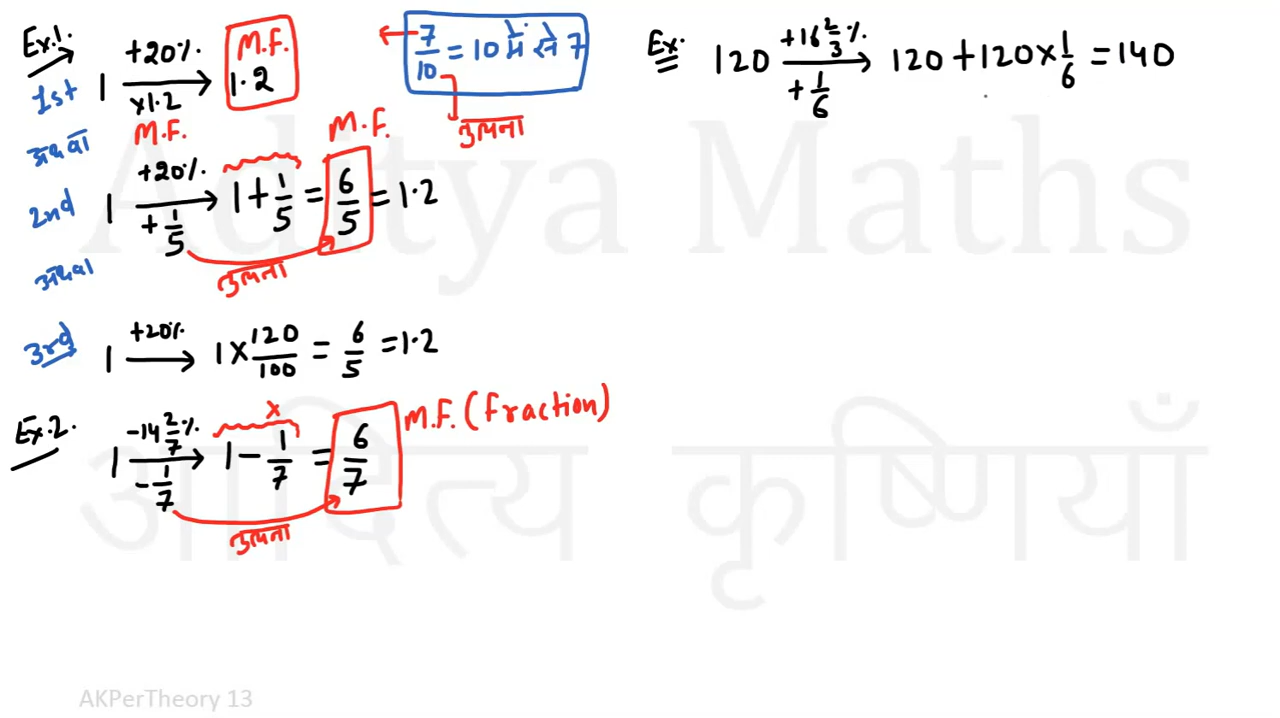 Ex.1.
1 +20% → ×1.2 M.F. 1.2
M.F.
1st
अथवा
2nd
1 +20% → +1/5 1 + 1/5 = 6/5 = 1.2
M.F.
अथवा
3rd
1 +20% → 1 × 120/100 = 6/5 = 1.2
7/10 = 10 में से 7
Ex.2.
1 -14 2/7% → -1/7 1 - 1/7 = 6/7
x
M.F. (Fraction)
Ex:
120 +16 2/3% → +1/6 120 + 120 × 1/6 = 140
Aditya Maths
आदित्य कृष्णियाँ
AKPerTheory 13